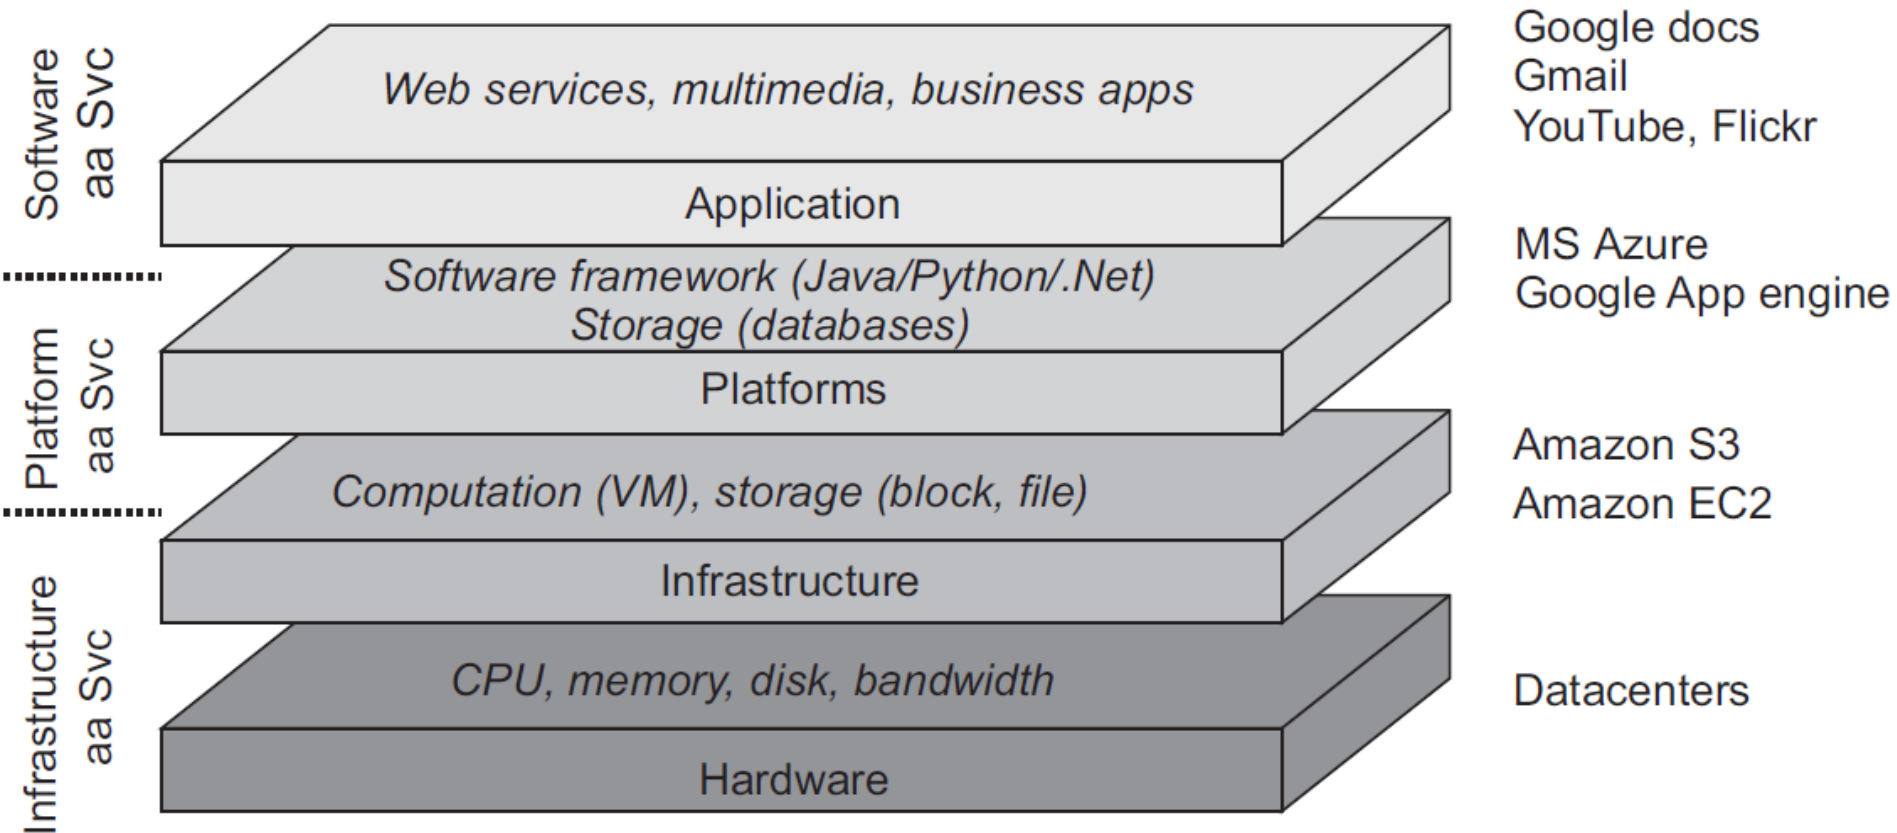 Software
aa Svc
Web services, multimedia, business apps
Application
Google docs
Gmail
YouTube, Flickr
Platform
aa Svc
Software framework (Java/Python/.Net)
Storage (databases)
Platforms
MS Azure
Google App engine
Infrastructure
aa Svc
Computation (VM), storage (block, file)
Infrastructure
Amazon S3
Amazon EC2
CPU, memory, disk, bandwidth
Hardware
Datacenters